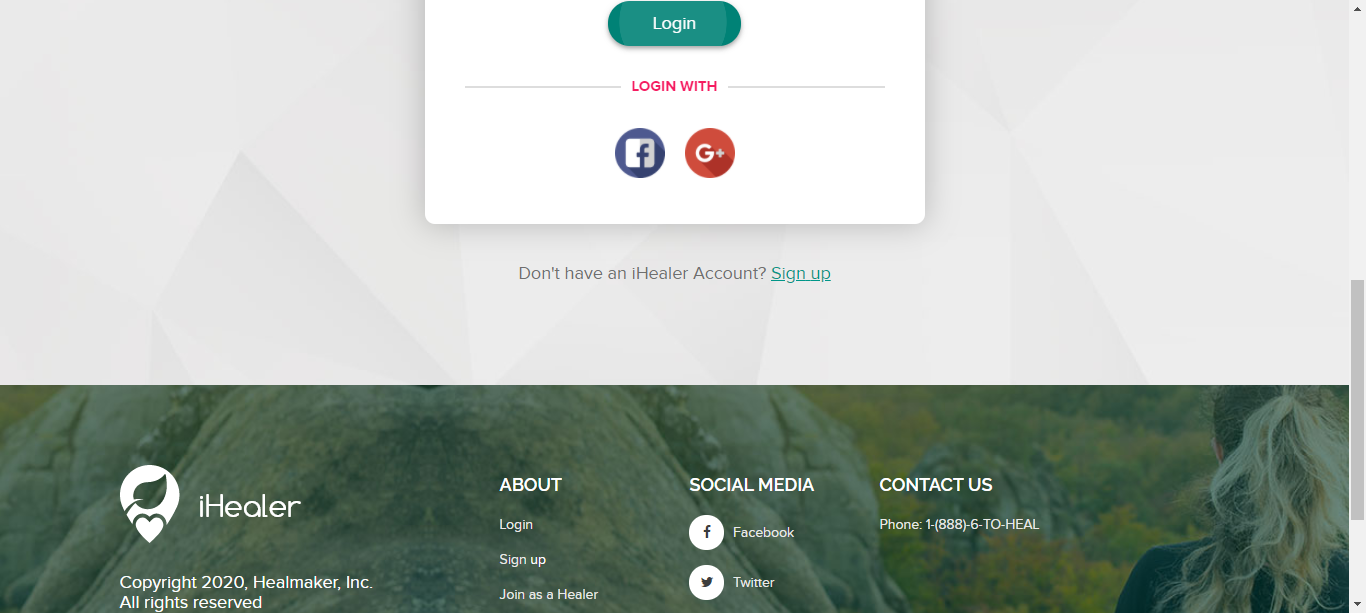 Login
LOGIN WITH
f
G+
Don't have an iHealer Account? Sign up
iHealer
Copyright 2020, Healmaker, Inc.
All rights reserved
ABOUT
Login
Sign up
Join as a Healer
SOCIAL MEDIA
f
Facebook
Twitter
CONTACT US
Phone: 1-(888)-6-TO-HEAL